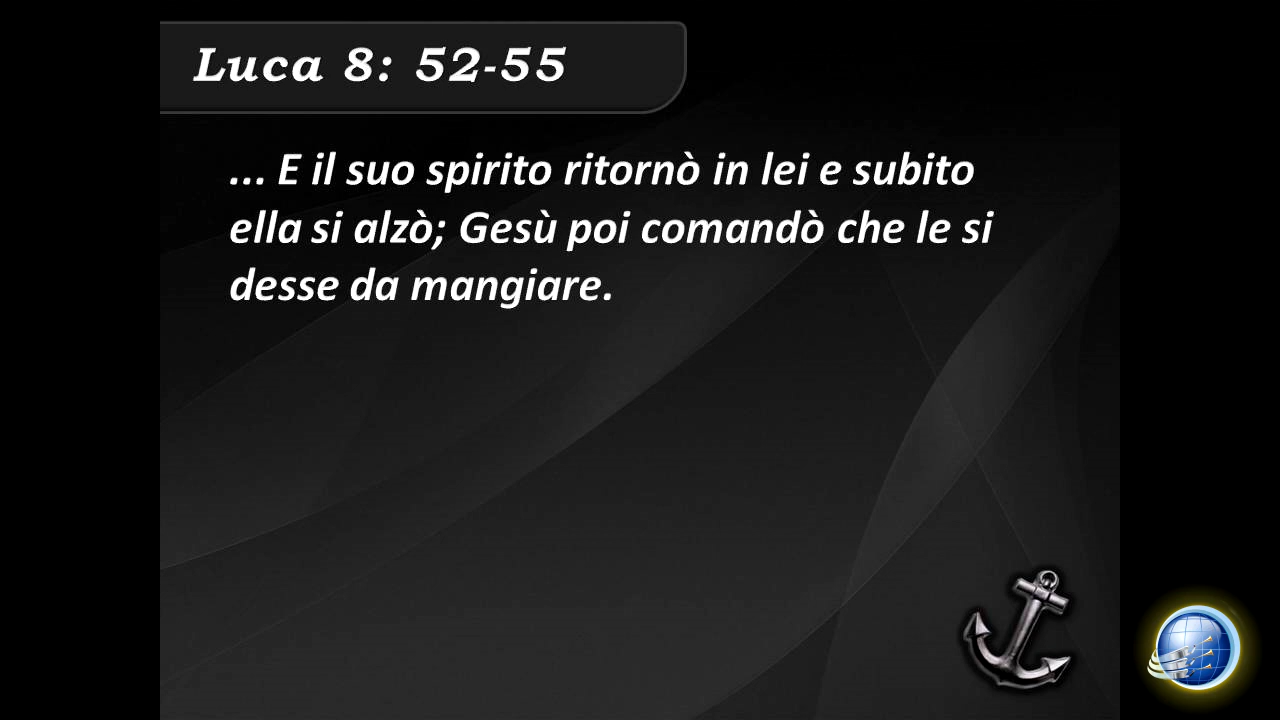 Luca 8: 52-55
... E il suo spirito ritornò in lei e subito
ella si alzò; Gesù poi comandò che le si
desse da mangiare.